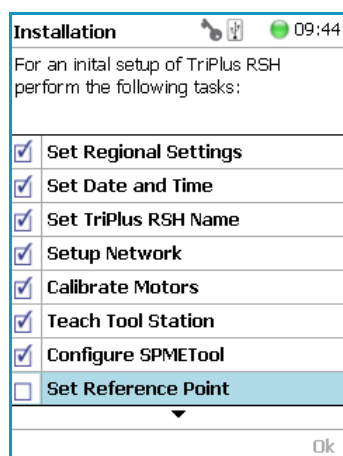 Installation 09:44
For an inital setup of TriPlus RSH
perform the following tasks:
Set Regional Settings
Set Date and Time
Set TriPlus RSH Name
Setup Network
Calibrate Motors
Teach Tool Station
Configure SPMETool
Set Reference Point
Ok